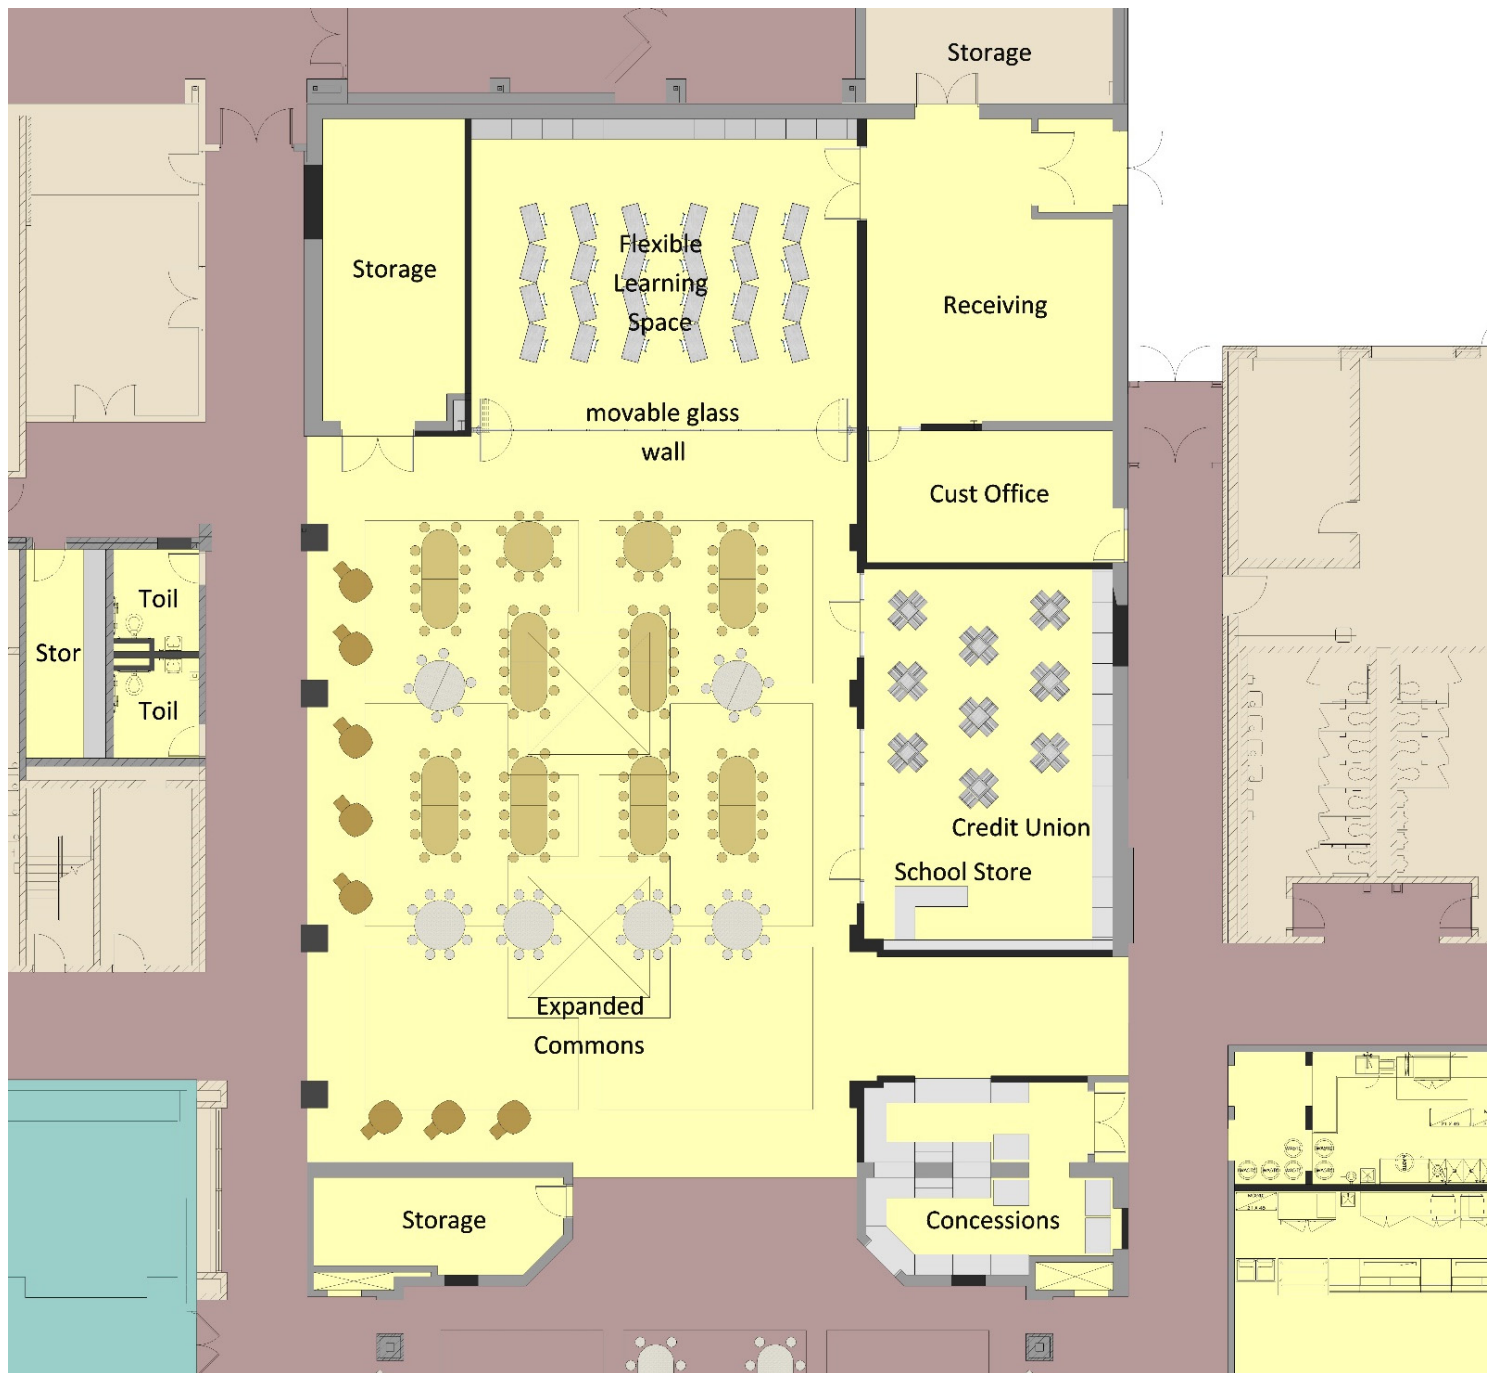 Storage
Storage
Flexible
Learning
Space
Receiving
movable glass
wall
Cust Office
Toil
Stor
Toil
Credit Union
School Store
Expanded
Commons
Storage
Concessions